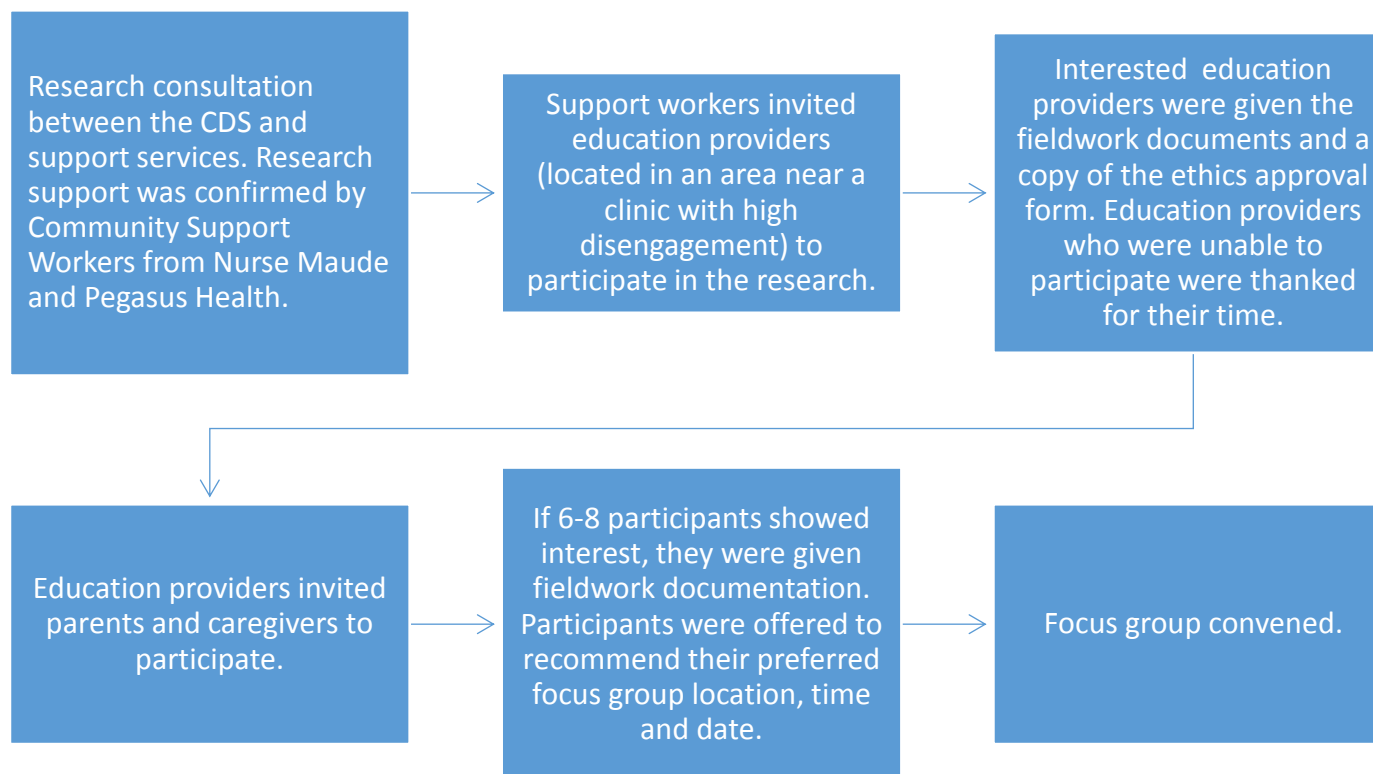 Research consultation
between the CDS and
support services. Research
support was confirmed by
Community Support
Workers from Nurse Maude
and Pegasus Health.
Support workers invited
education providers
(located in an area near a
clinic with high
disengagement) to
participate in the research.
Interested  education
providers were given the
fieldwork documents and a
copy of the ethics approval
form. Education providers
who were unable to
participate were thanked
for their time.
Education providers invited
parents and caregivers to
participate.
If 6-8 participants showed
interest, they were given
fieldwork documentation.
Participants were offered to
recommend their preferred
focus group location, time
and date.
Focus group convened.